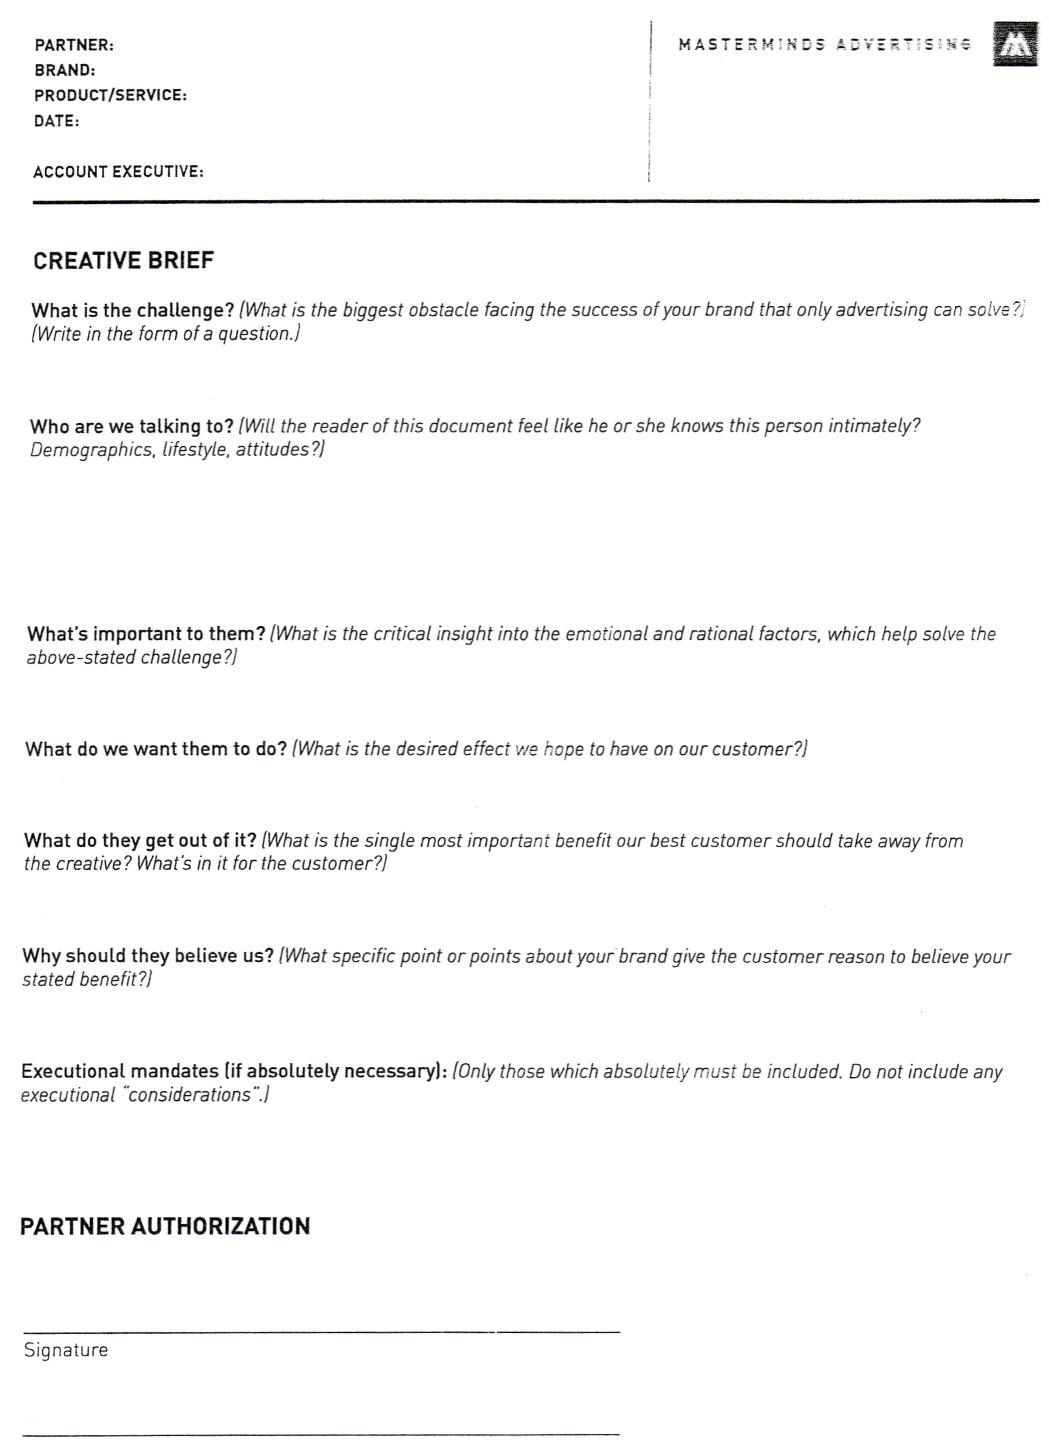 PARTNER:
BRAND:
PRODUCT/SERVICE:
DATE:
ACCOUNT EXECUTIVE:
MASTERMINDS ADVERTISING
CREATIVE BRIEF
What is the challenge? (What is the biggest obstacle facing the success of your brand that only advertising can solve?)
(Write in the form of a question.)
Who are we talking to? (Will the reader of this document feel like he or she knows this person intimately?
Demographics, lifestyle, attitudes?)
What's important to them? (What is the critical insight into the emotional and rational factors, which help solve the
above-stated challenge?)
What do we want them to do? (What is the desired effect we hope to have on our customer?)
What do they get out of it? (What is the single most important benefit our best customer should take away from
the creative? What's in it for the customer?)
Why should they believe us? (What specific point or points about your brand give the customer reason to believe your
stated benefit?)
Executional mandates (if absolutely necessary): (Only those which absolutely must be included. Do not include any
executional "considerations".)
PARTNER AUTHORIZATION
Signature